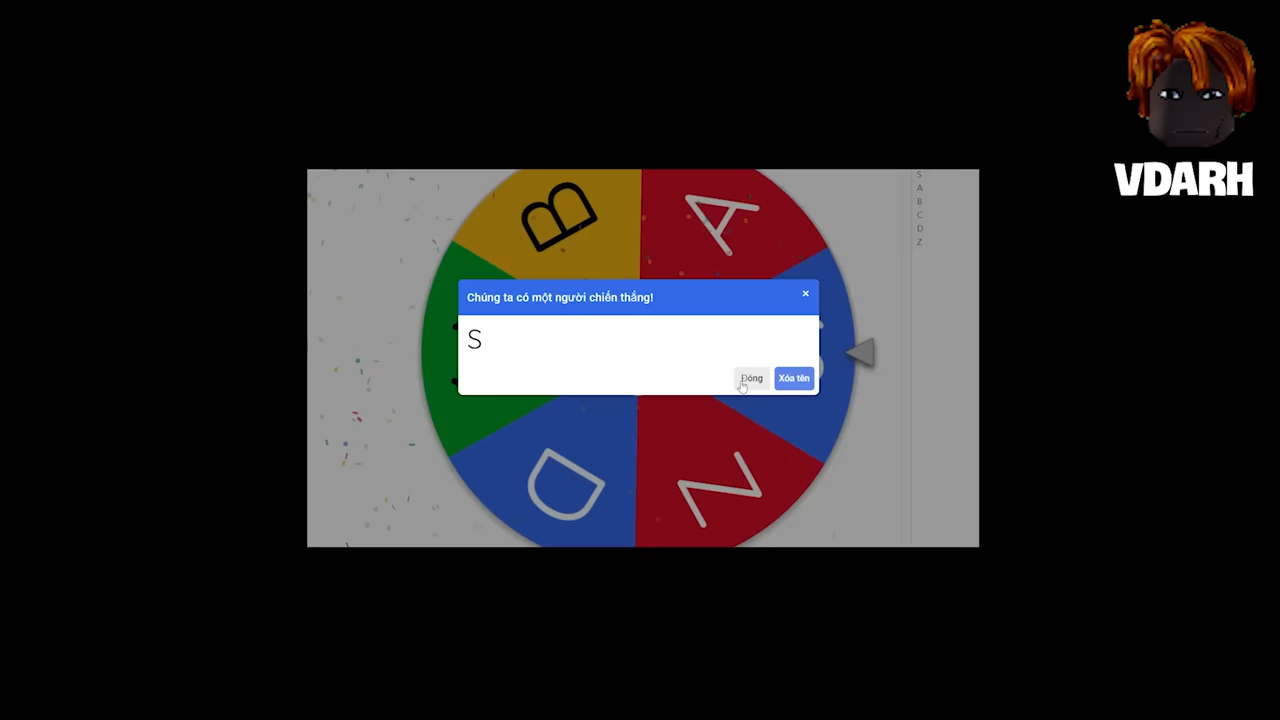 VDARH
B
A
S
A
B
C
D
Z
Chúng ta có một người chiến thắng!
×
S
Đóng
Xóa tên
D
Z